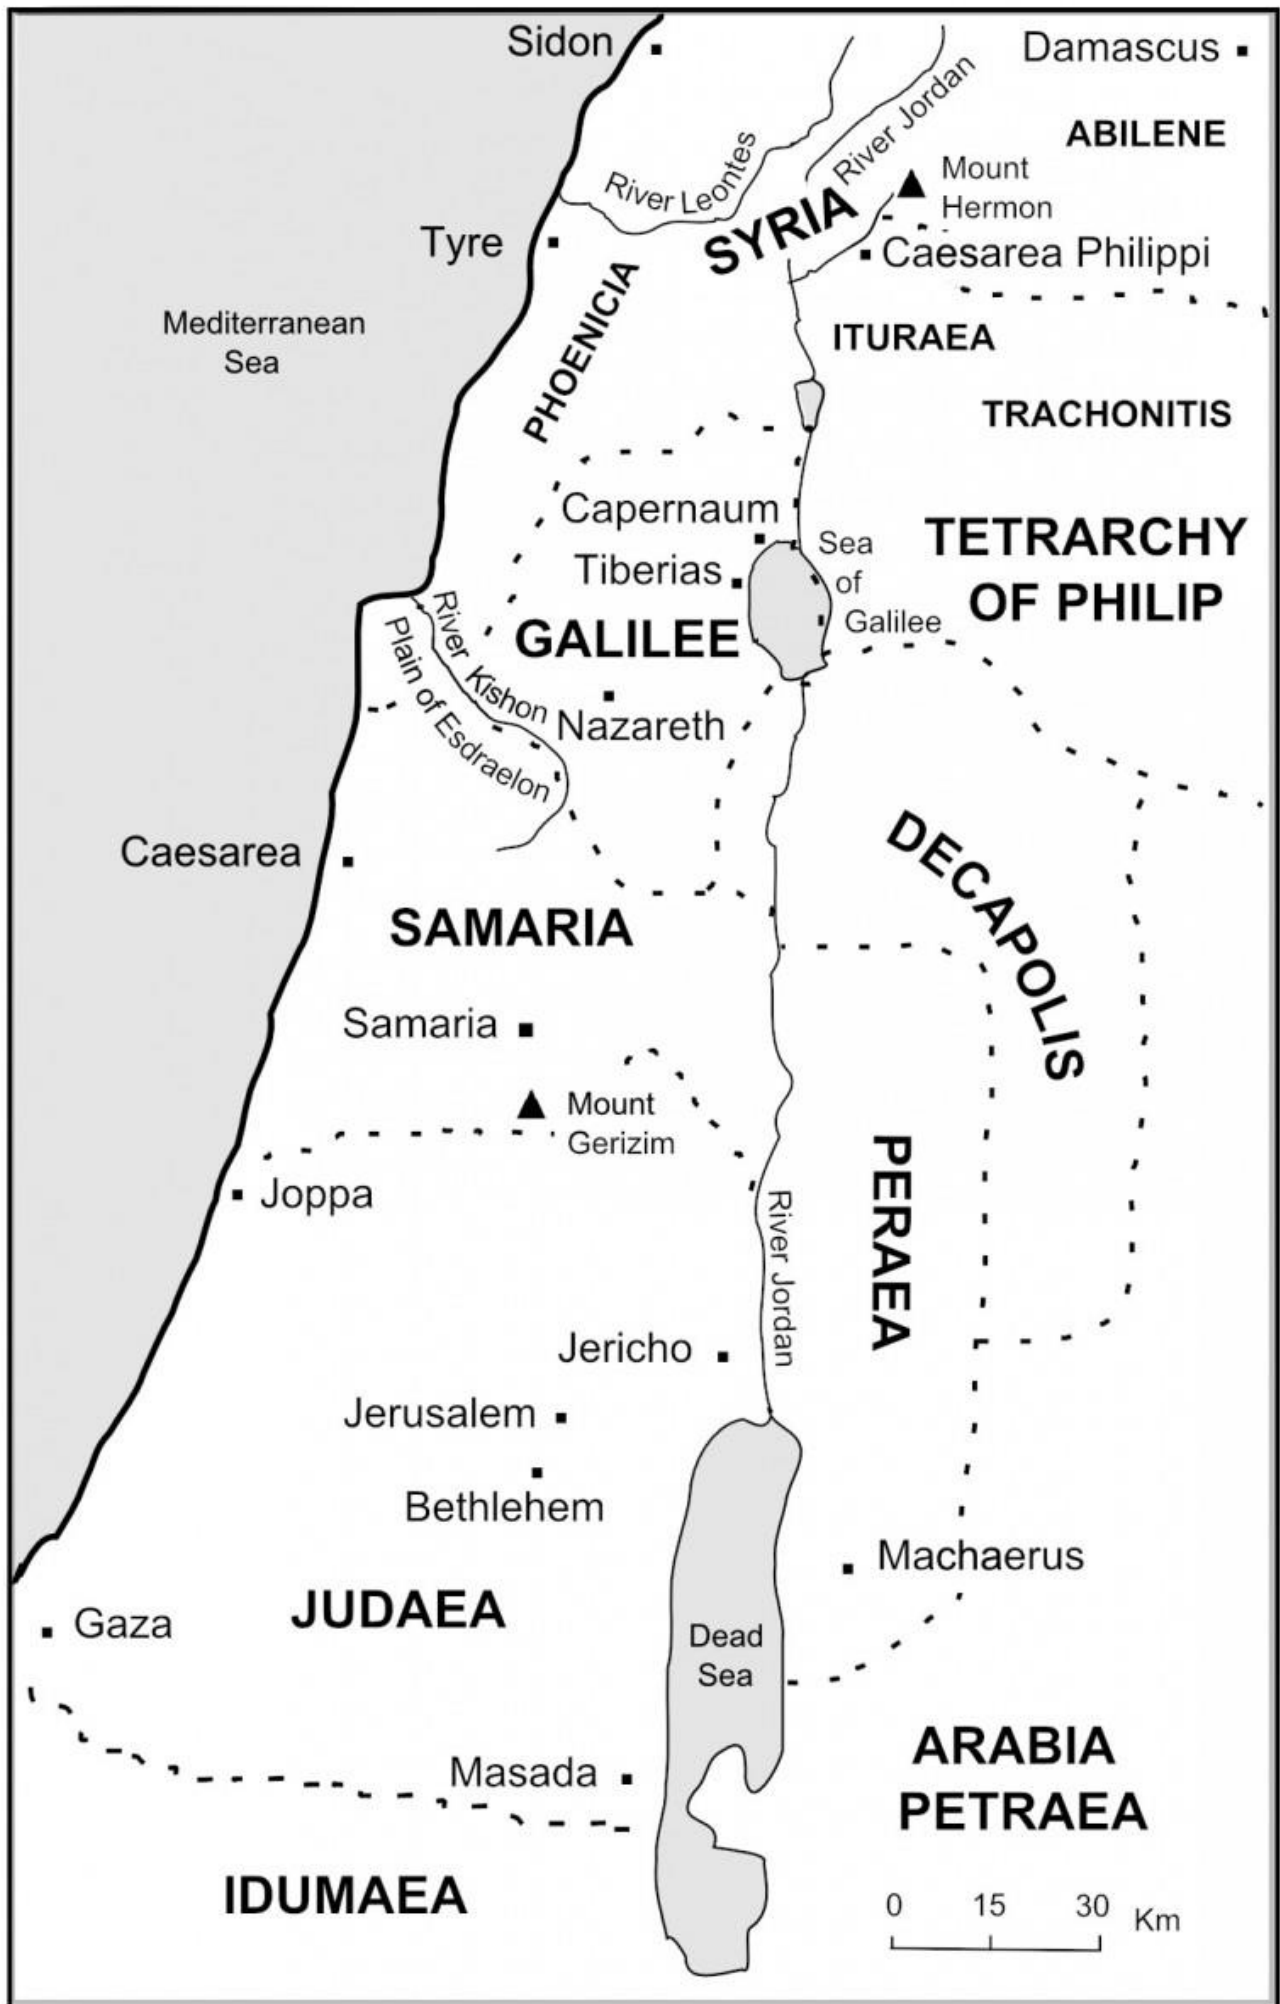 Sidon
Damascus
River Jordan
ABILENE
River Leontes
Mount
Hermon
SYRIA
Tyre
Caesarea Philippi
PHOENICIA
Mediterranean
Sea
ITURAEA
TRACHONITIS
Capernaum
TETRARCHY
OF PHILIP
Sea
of
Galilee
Tiberias
GALILEE
River Kishon
Plain of Esdraelon
Nazareth
Caesarea
DECAPOLIS
SAMARIA
Samaria
Mount
Gerizim
PERAEA
Joppa
River Jordan
Jericho
Jerusalem
Bethlehem
Machaerus
JUDAEA
Gaza
Dead
Sea
ARABIA
PETRAEA
Masada
IDUMAEA
0 15 30 Km